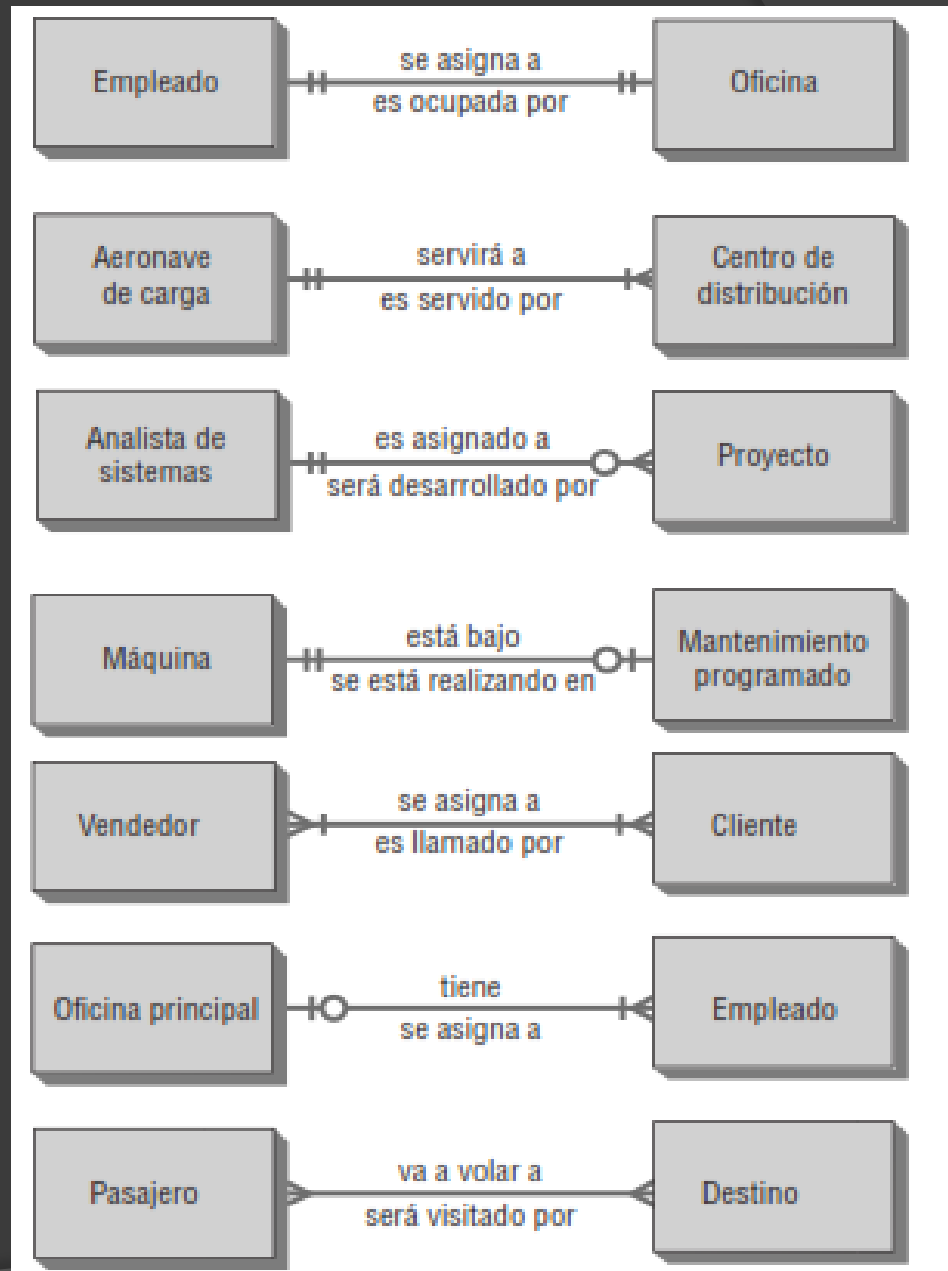 Empleado
se asigna a
es ocupada por
Oficina
Aeronave
de carga
servirá a
es servido por
Centro de
distribución
Analista de
sistemas
es asignado a
será desarrollado por
Proyecto
Máquina
está bajo
se está realizando en
Mantenimiento
programado
Vendedor
se asigna a
es llamado por
Cliente
Oficina principal
tiene
se asigna a
Empleado
Pasajero
va a volar a
será visitado por
Destino